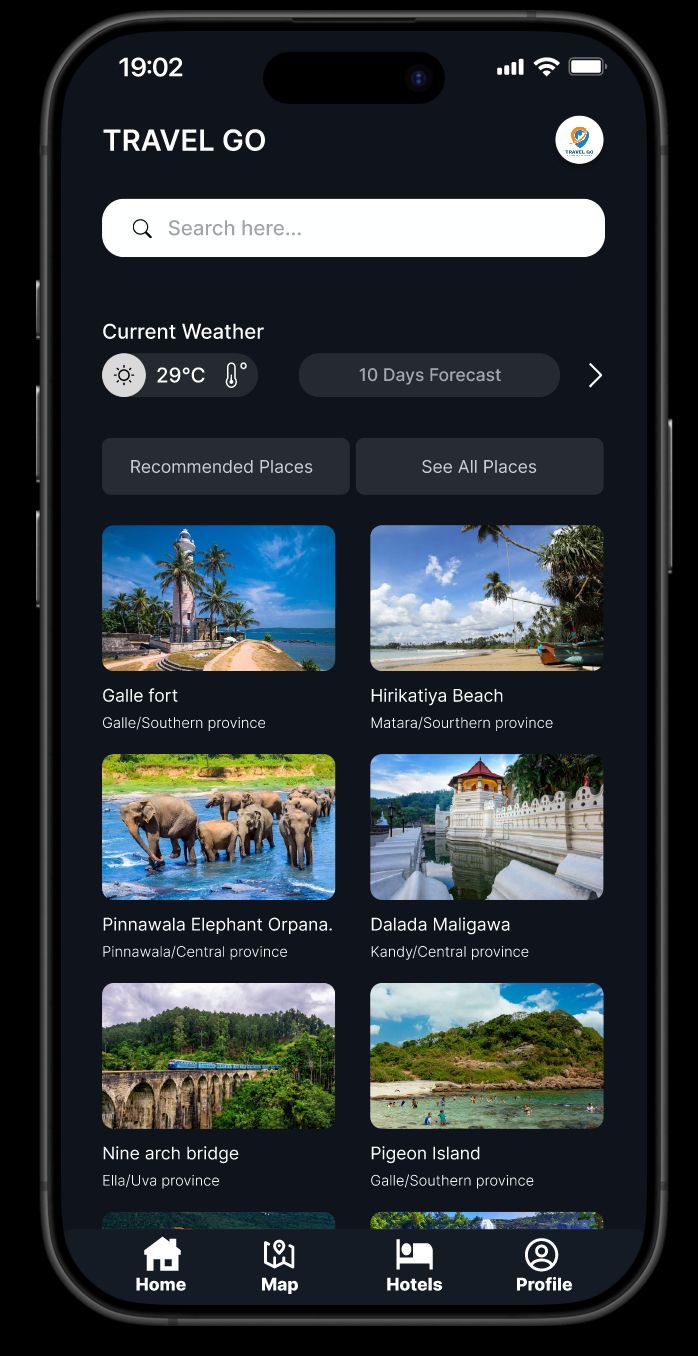 19:02
TRAVEL GO
TRAVEL GO
Search here...
Current Weather
29°C
10 Days Forecast
Recommended Places
See All Places
Galle fort
Galle/Southern province
Hirikatiya Beach
Matara/Sourthern province
Pinnawala Elephant Orpana.
Pinnawala/Central province
Dalada Maligawa
Kandy/Central province
Nine arch bridge
Ella/Uva province
Pigeon Island
Galle/Southern province
Home
Map
Hotels
Profile